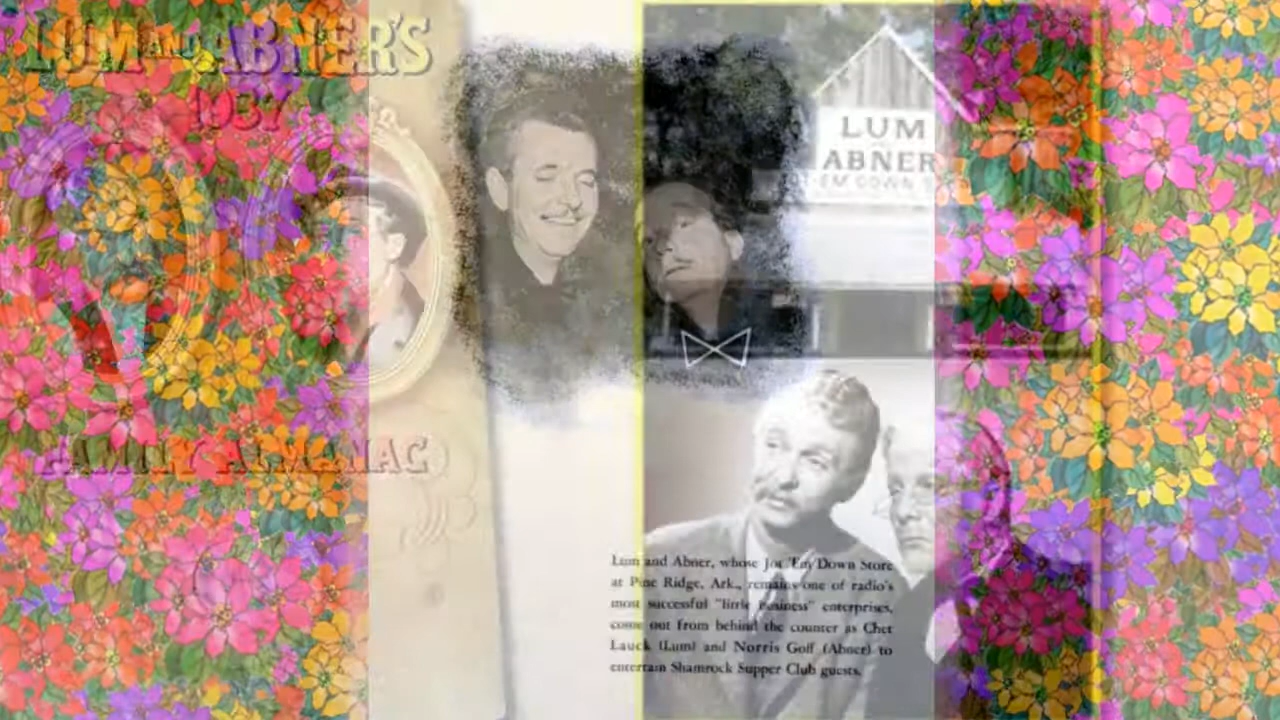 LUM AND ABNER'S
1937
FAMILY ALMANAC
LUM
ABNER
'EM DOWN
Lum and Abner, whose Jot 'Em Down Store
at Pine Ridge, Ark., remains one of radio's
most successful "little business" enterprises,
come out from behind the counter as Chet
Lauck (Lum) and Norris Goff (Abner) to
entertain Shamrock Supper Club guests.